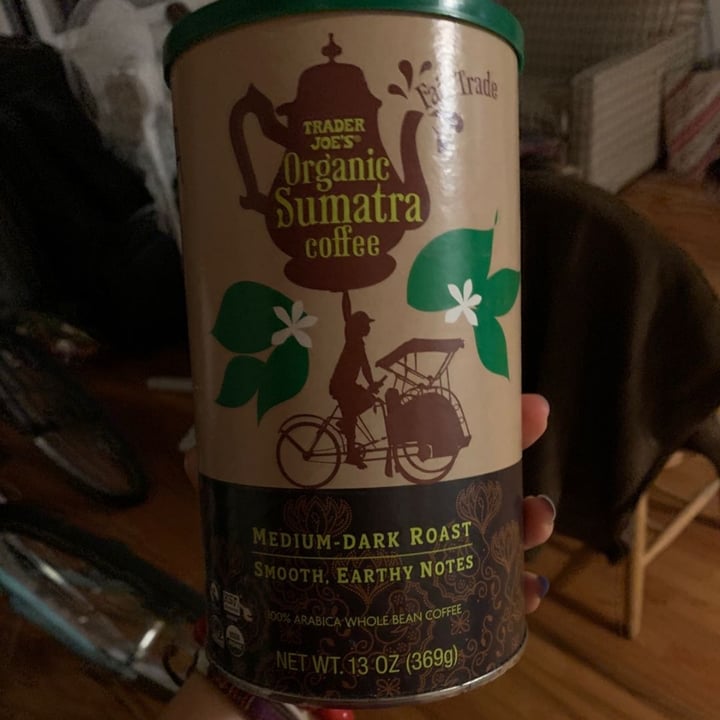 Fair Trade
TRADER
JOE'S®
Organic
Sumatra
coffee
MEDIUM-DARK ROAST
SMOOTH, EARTHY NOTES
100% ARABICA WHOLE BEAN COFFEE
NET WT. 13 OZ (369g)